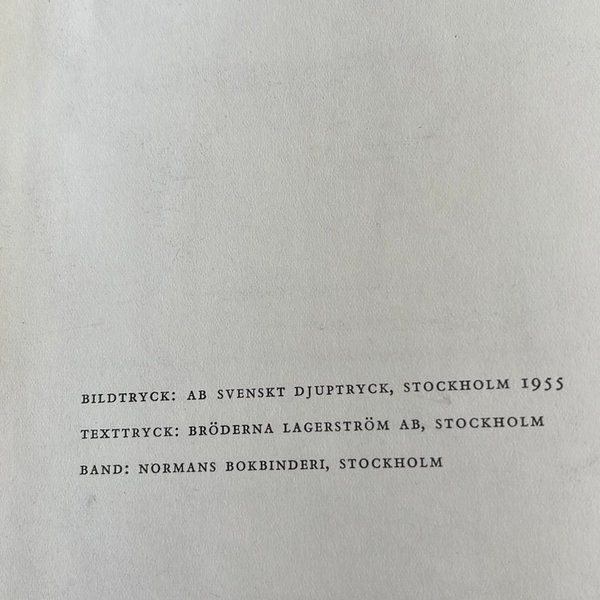 BILDTRYCK: AB SVENSKT DJUPTRYCK, STOCKHOLM 1955
TEXTTRYCK: BRÖDERNA LAGERSTRÖM AB, STOCKHOLM
BAND: NORMANS BOKBINDERI, STOCKHOLM